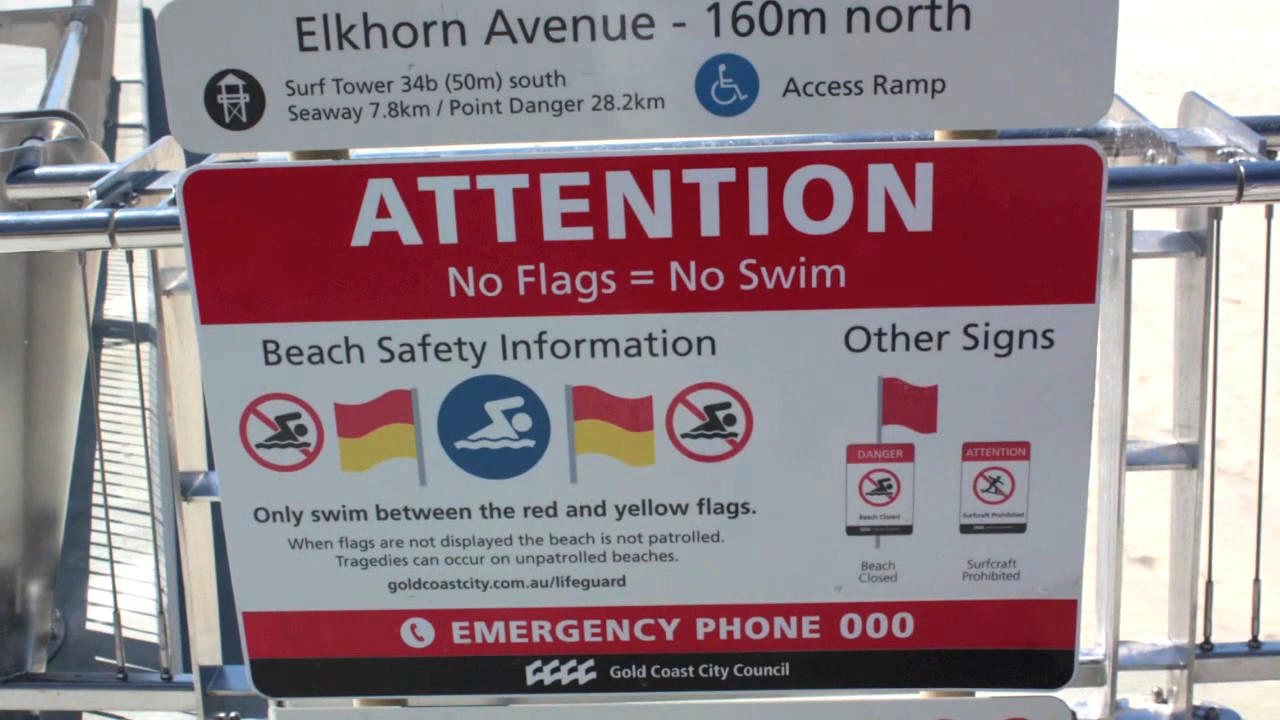 Elkhorn Avenue - 160m north
Surf Tower 34b (50m) south
Seaway 7.8km / Point Danger 28.2km
Access Ramp
ATTENTION
No Flags = No Swim
Beach Safety Information
Only swim between the red and yellow flags.
When flags are not displayed the beach is not patrolled.
Tragedies can occur on unpatrolled beaches.
goldcoastcity.com.au/lifeguard
Other Signs
DANGER
Beach Closed
Beach
Closed
ATTENTION
Surfcraft Prohibited
Surfcraft
Prohibited
EMERGENCY PHONE 000
Gold Coast City Council